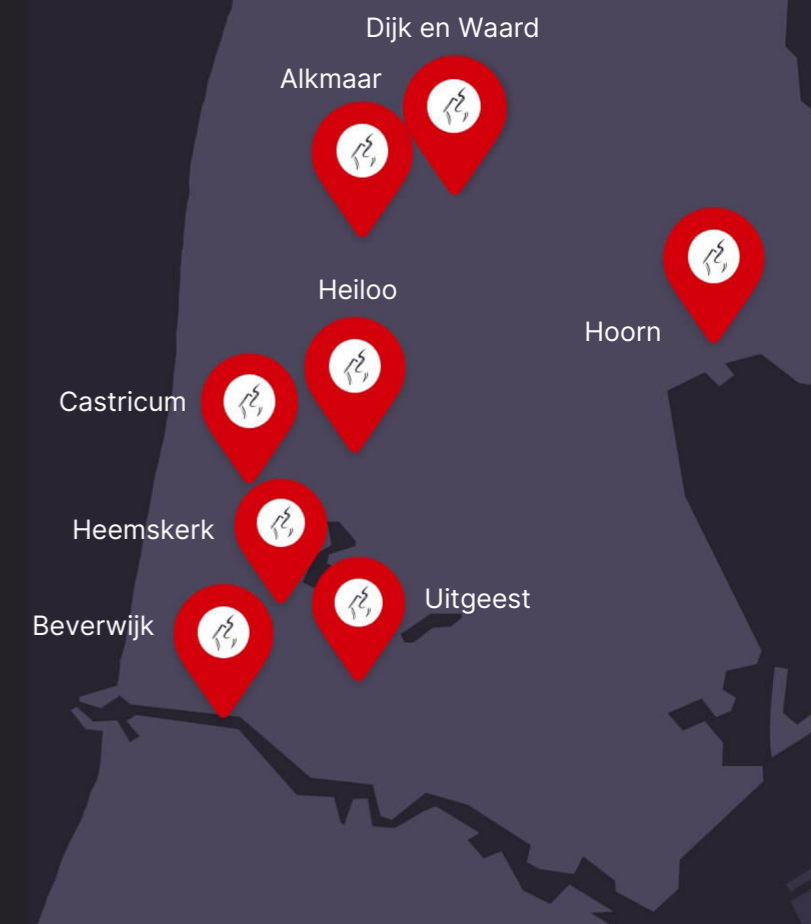 Dijk en Waard
Alkmaar
Heiloo
Hoorn
Castricum
Heemskerk
Uitgeest
Beverwijk